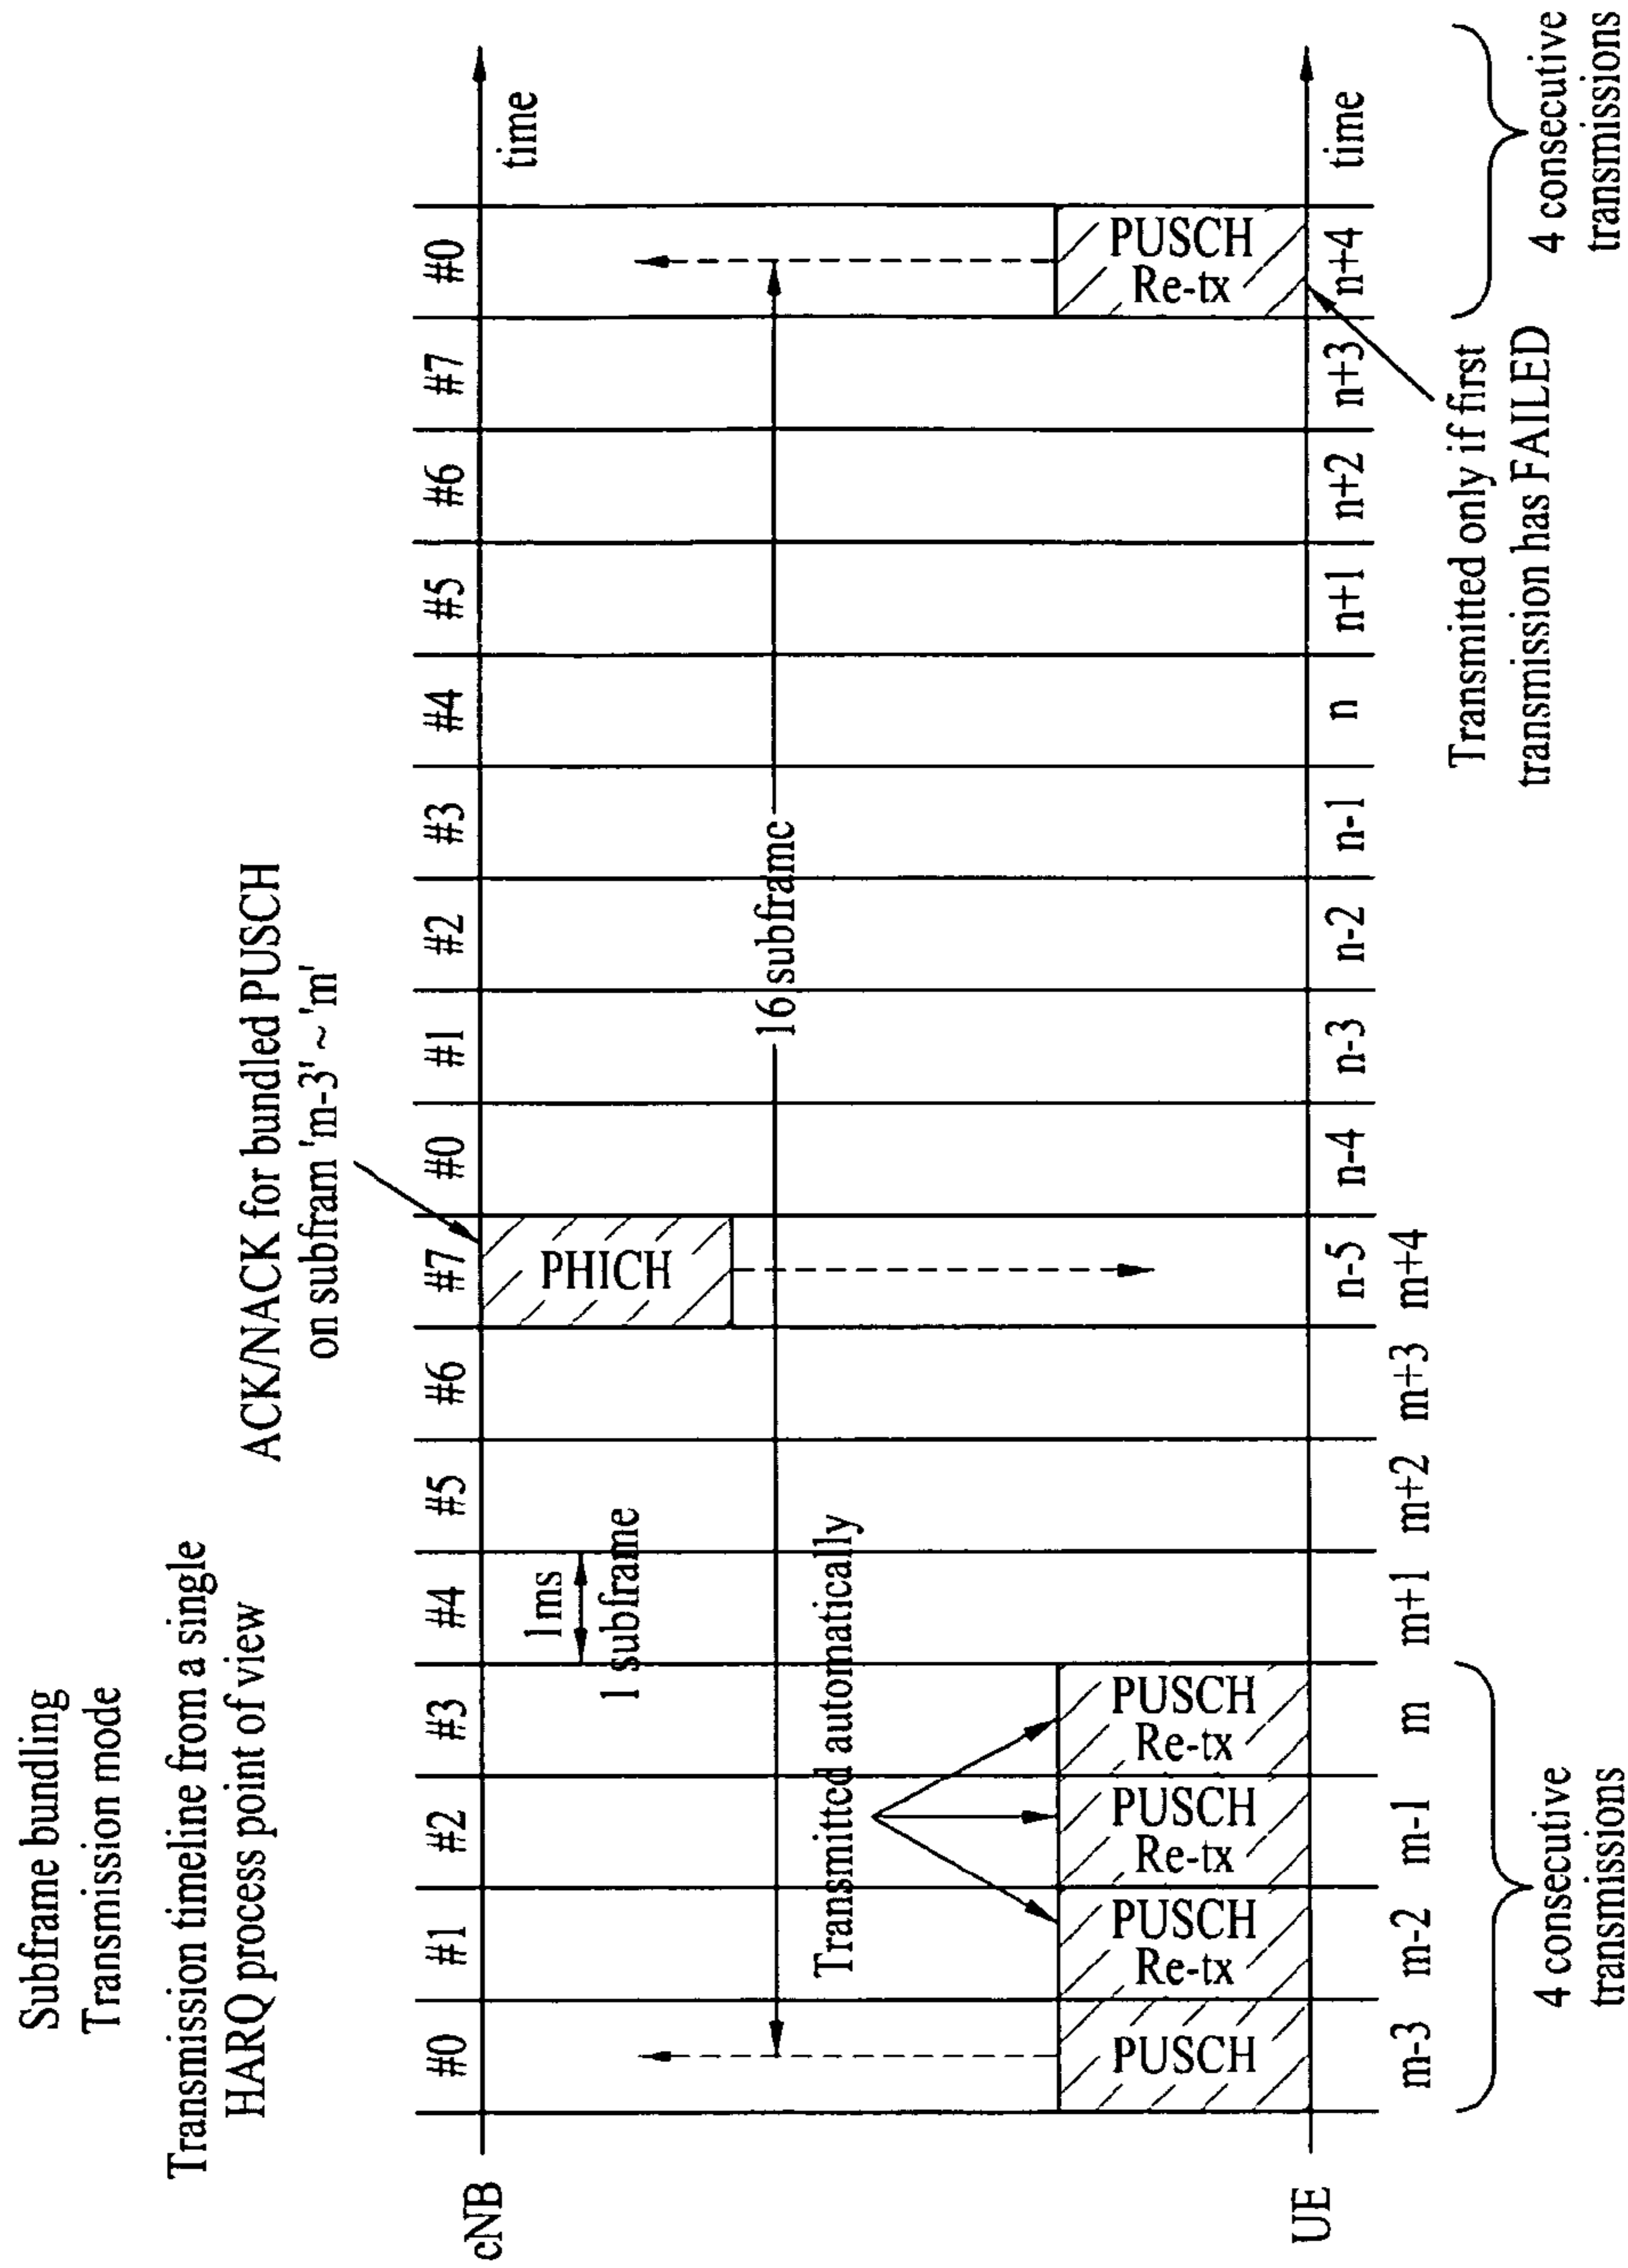 Subframe bundling
Transmission mode
Transmission timeline from a single
HARQ process point of view
ACK/NACK for bundled PUSCH
on subfram 'm-3' ~ 'm'
#0 #1 #2 #3 #4 #5 #6 #7 #0 #1 #2 #3 #4 #5 #6 #7 #0
eNB
time
1ms
1 subframe
PHICH
16 subframe
Transmitted automatically
PUSCH
PUSCH
Re-tx
PUSCH
Re-tx
PUSCH
Re-tx
PUSCH
Re-tx
UE
n-5 n-4 n-3 n-2 n-1 n n+1 n+2 n+3 n+4
time
m-3 m-2 m-1 m m+1 m+2 m+3 m+4
4 consecutive
transmissions
Transmitted only if first
transmission has FAILED
4 consecutive
transmissions